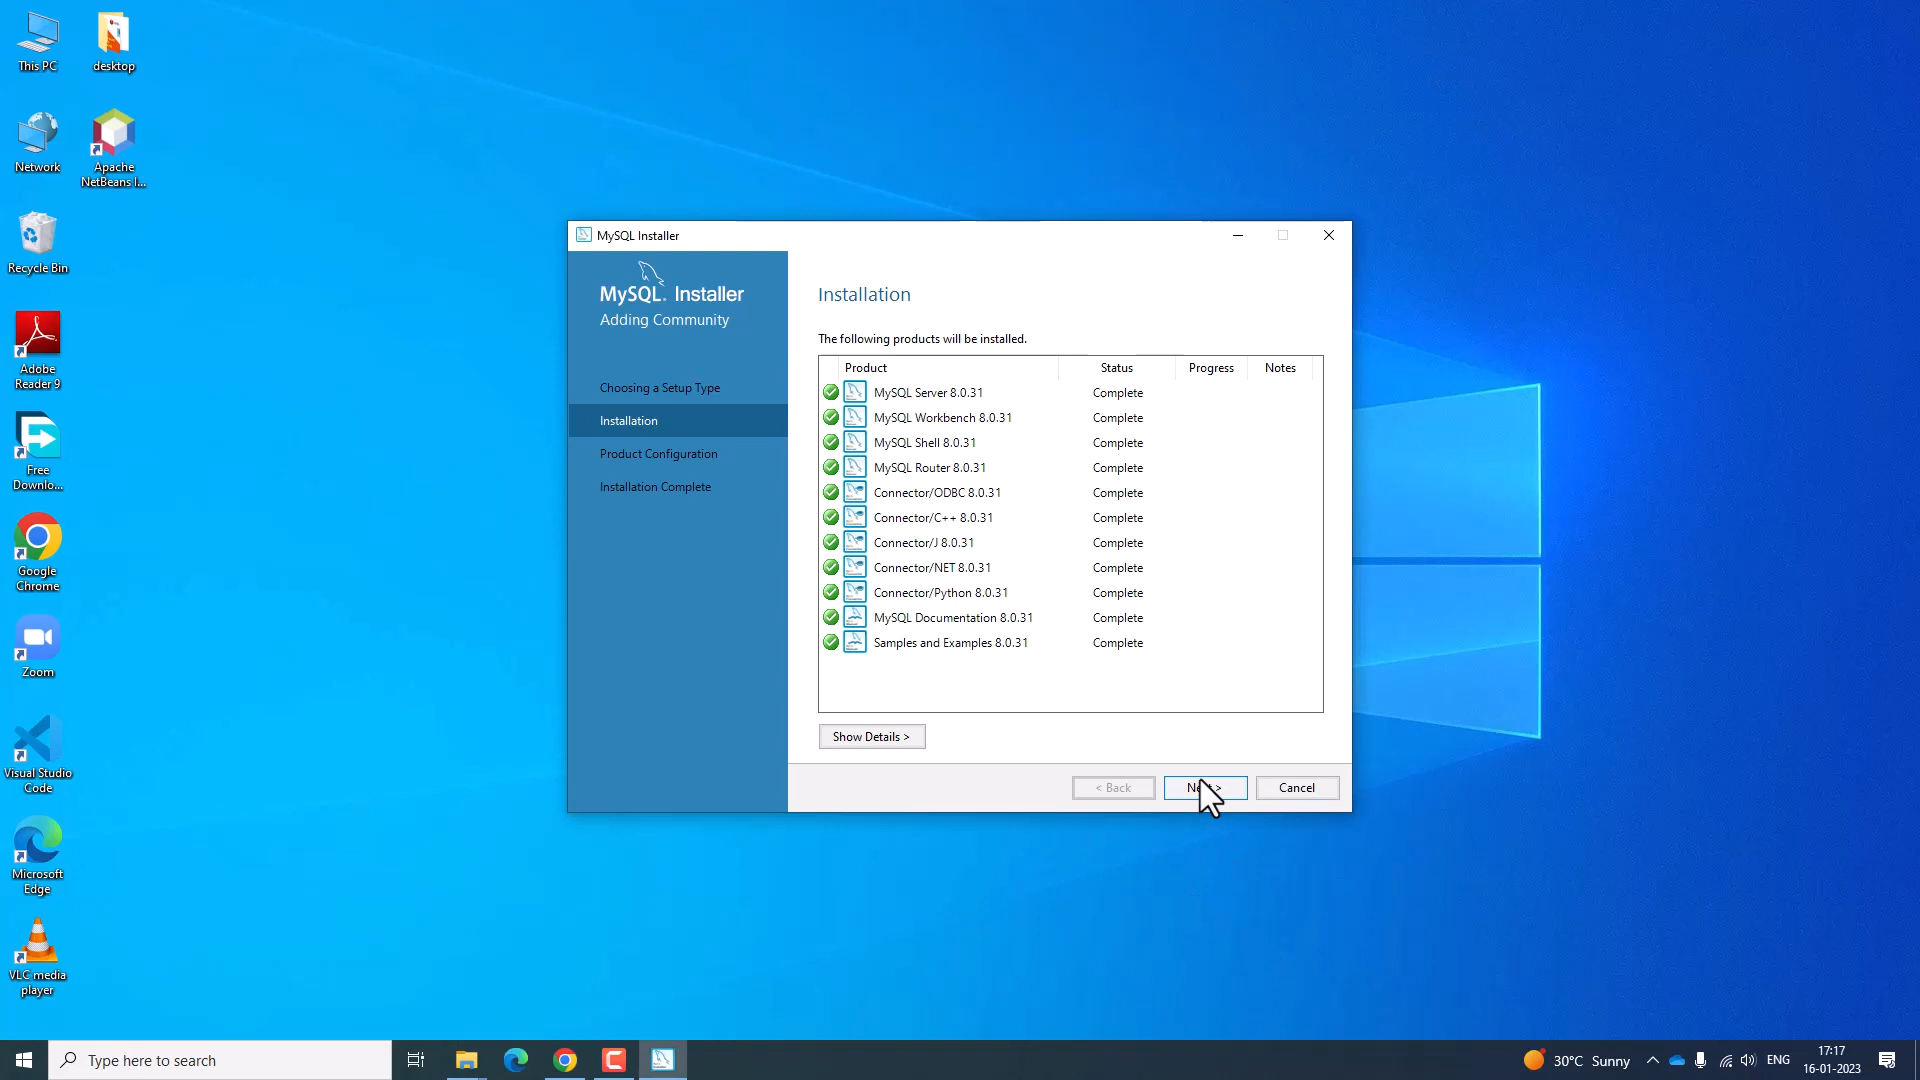 This PC
desktop
Network
Apache
NetBeans I...
Recycle Bin
Adobe
Reader 9
Free
Downlo...
Google
Chrome
Zoom
Visual Studio
Code
Microsoft
Edge
VLC media
player
MySQL Installer
MySQL. Installer
Adding Community
Choosing a Setup Type
Installation
Product Configuration
Installation Complete
Installation
The following products will be installed.
Product Status Progress Notes
MySQL Server 8.0.31 Complete
MySQL Workbench 8.0.31 Complete
MySQL Shell 8.0.31 Complete
MySQL Router 8.0.31 Complete
Connector/ODBC 8.0.31 Complete
Connector/C++ 8.0.31 Complete
Connector/J 8.0.31 Complete
Connector/NET 8.0.31 Complete
Connector/Python 8.0.31 Complete
MySQL Documentation 8.0.31 Complete
Samples and Examples 8.0.31 Complete
Show Details >
< Back
Cancel
Type here to search
30°C Sunny
ENG
17:17
16-01-2023